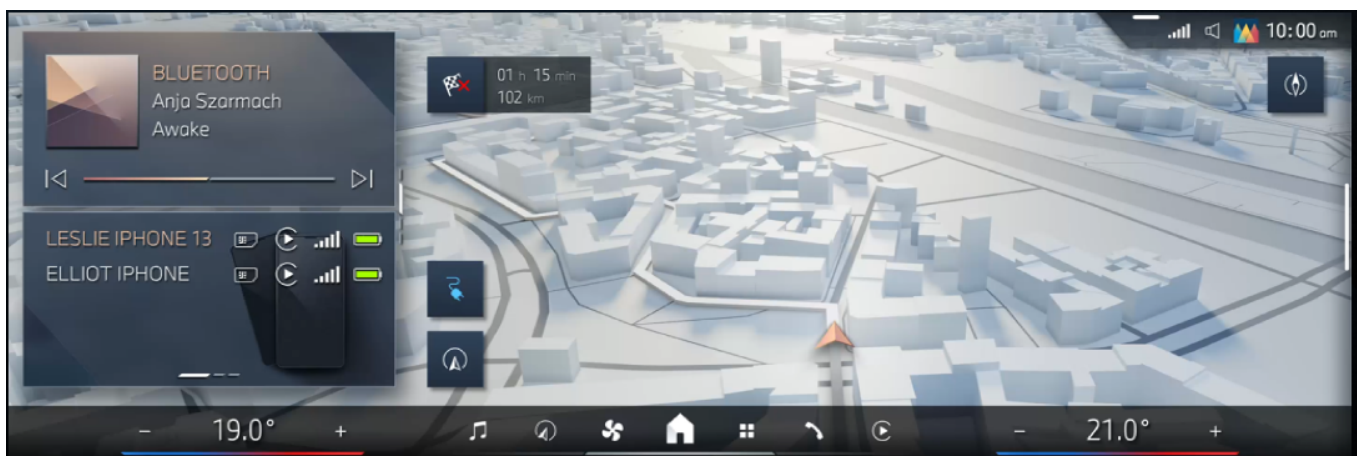 BLUETOOTH
Anja Szarmach
Awake
LESLIE IPHONE 13
ELLIOT IPHONE
01 h 15 min
102 km
10:00 am
- 19.0° +
- 21.0° +